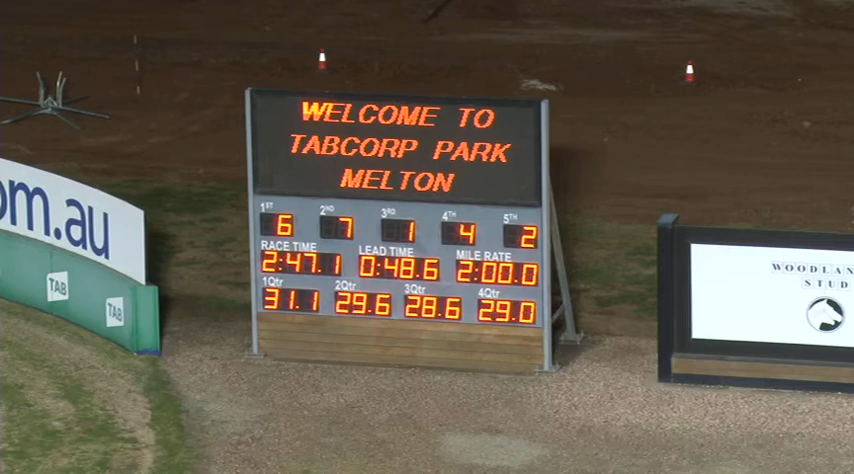 WELCOME TO
TABCORP PARK
MELTON
1ST 2ND 3RD 4TH 5TH
6 7 1 4 2
RACE TIME LEAD TIME MILE RATE
2:47.1 0:48.6 2:00.0
1Qtr 2Qtr 3Qtr 4Qtr
31.1 29.6 28.6 29.0
om.au
TAB
TAB
WOODLAN
STUD